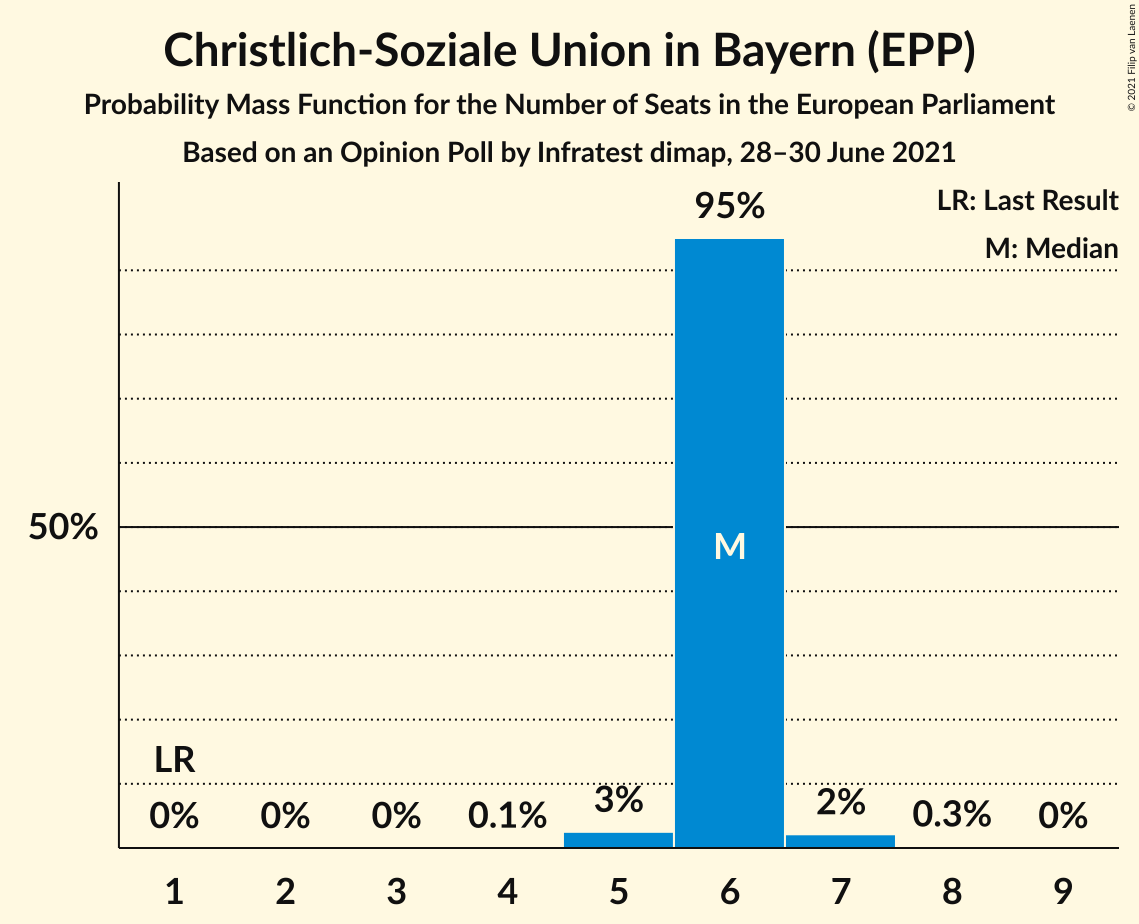 Christlich-Soziale Union in Bayern (EPP)
Probability Mass Function for the Number of Seats in the European Parliament
Based on an Opinion Poll by Infratest dimap, 28–30 June 2021
© 2021 Filip van Laenen
LR: Last Result
M: Median
95%
50%
M
LR
0% 0% 0% 0.1% 3% 2% 0.3% 0%
1 2 3 4 5 6 7 8 9